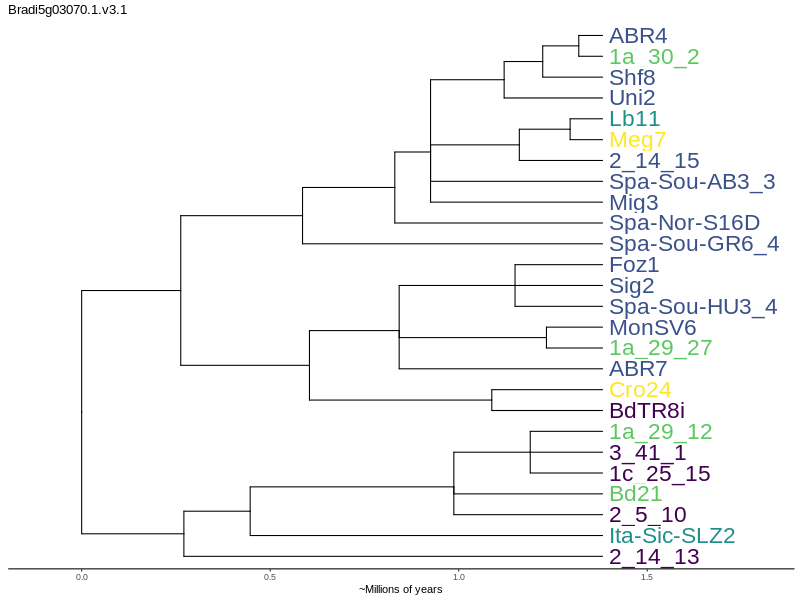 Bradi5g03070.1.v3.1
ABR4
1a_30_2
Shf8
Uni2
Lb11
Meg7
2_14_15
Spa-Sou-AB3_3
Mig3
Spa-Nor-S16D
Spa-Sou-GR6_4
Foz1
Sig2
Spa-Sou-HU3_4
MonSV6
1a_29_27
ABR7
Cro24
BdTR8i
1a_29_12
3_41_1
1c_25_15
Bd21
2_5_10
Ita-Sic-SLZ2
2_14_13
0.0 0.5 1.0 1.5
~Millions of years